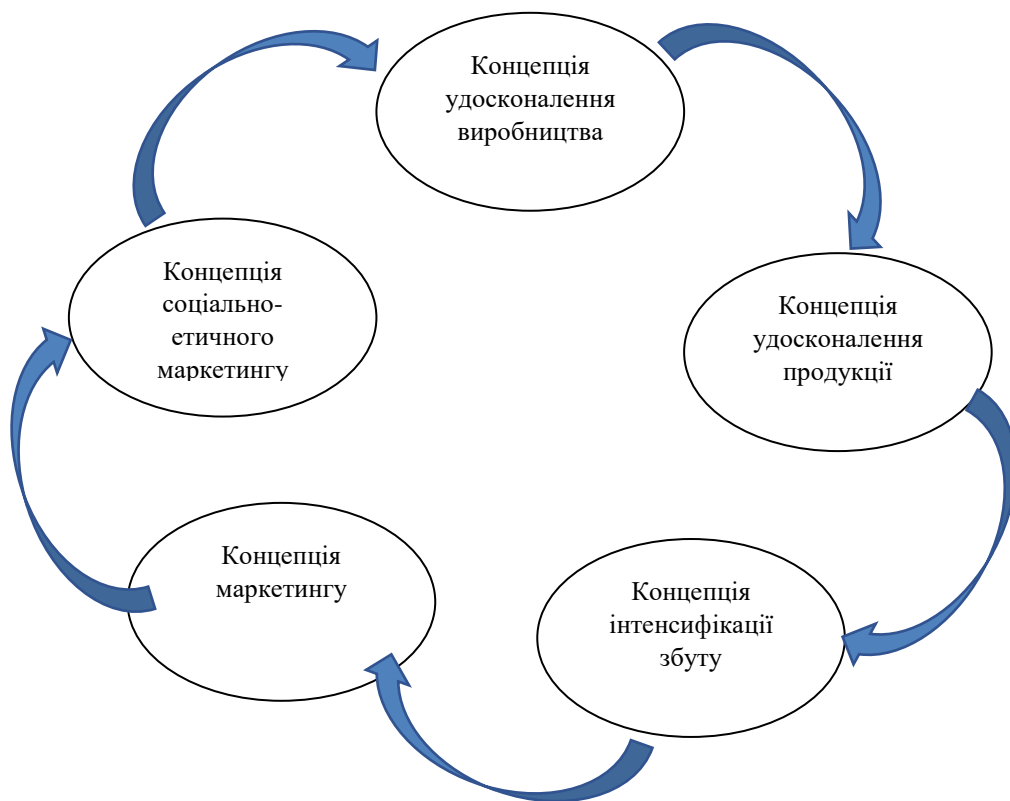 Концепція
удосконалення
виробництва
Концепція
удосконалення
продукції
Концепція
інтенсифікації
збуту
Концепція
маркетингу
Концепція
соціально-
етичного
маркетингу